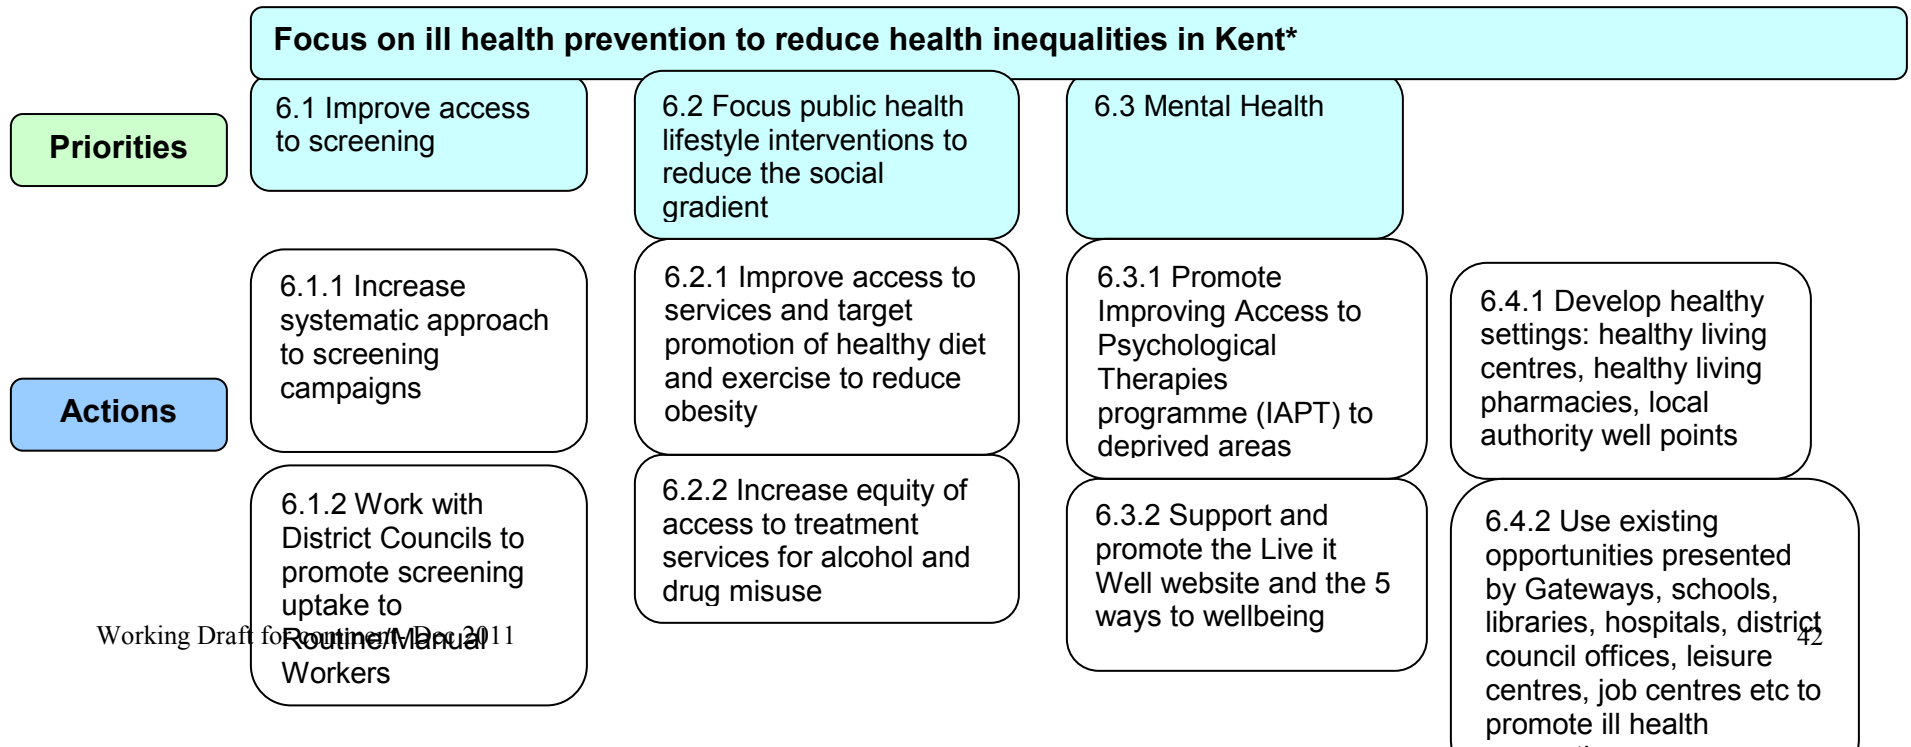 Focus on ill health prevention to reduce health inequalities in Kent*
Priorities
6.1 Improve access
to screening
6.2 Focus public health
lifestyle interventions to
reduce the social
gradient
6.3 Mental Health
Actions
6.1.1 Increase
systematic approach
to screening
campaigns
6.2.1 Improve access to
services and target
promotion of healthy diet
and exercise to reduce
obesity
6.3.1 Promote
Improving Access to
Psychological
Therapies
programme (IAPT) to
deprived areas
6.4.1 Develop healthy
settings: healthy living
centres, healthy living
pharmacies, local
authority well points
6.1.2 Work with
District Councils to
promote screening
uptake to
Routine/Manual
Workers
6.2.2 Increase equity of
access to treatment
services for alcohol and
drug misuse
6.3.2 Support and
promote the Live it
Well website and the 5
ways to wellbeing
6.4.2 Use existing
opportunities presented
by Gateways, schools,
libraries, hospitals, district
council offices, leisure
centres, job centres etc to
promote ill health
Working Draft for comment- Dec 2011
42